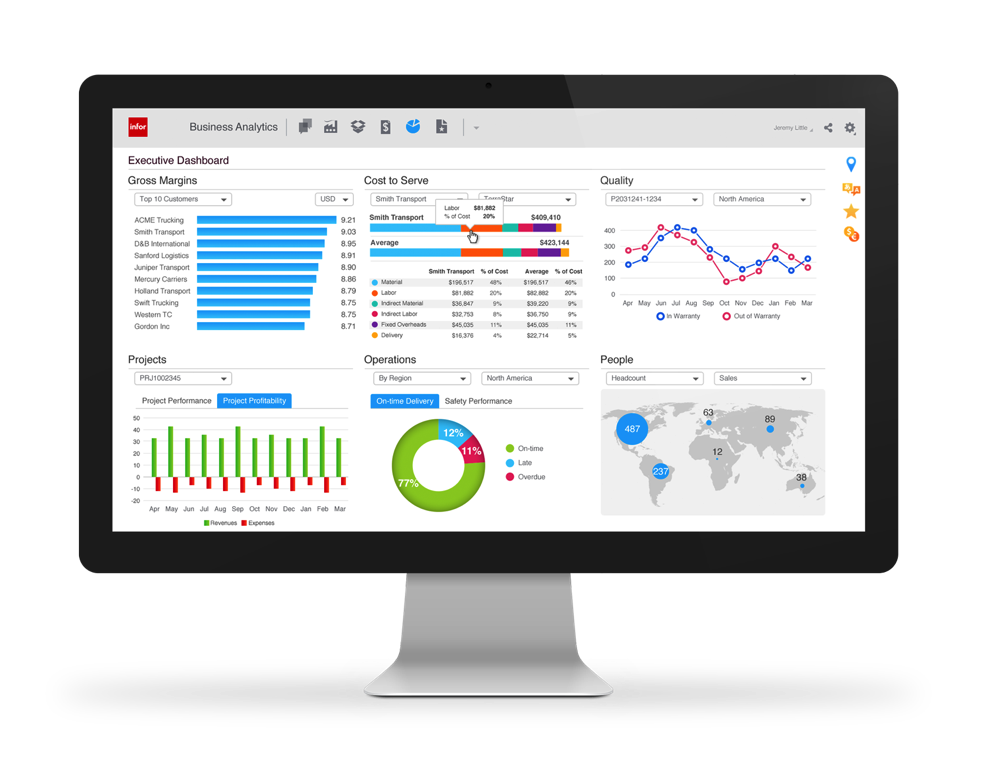 infor
Business Analytics
Jeremy Little
Executive Dashboard
Gross Margins
Top 10 Customers USD
ACME Trucking 9.21
Smith Transport 9.03
D&B International 8.95
Sanford Logistics 8.91
Juniper Transport 8.90
Mercury Carriers 8.86
Holland Transport 8.79
Swift Trucking 8.75
Western TC 8.75
Gordon Inc 8.71
Cost to Serve
Smith Transport TerraStar
Labor $81,882
% of Cost 20%
Smith Transport $409,410
Average $423,144
Smith Transport % of Cost Average % of Cost
Material $196,517 48% $196,517 46%
Labor $81,882 20% $82,882 20%
Indirect Material $36,847 9% $39,220 9%
Indirect Labor $32,753 8% $36,750 9%
Fixed Overheads $45,035 11% $45,035 11%
Delivery $16,376 4% $22,714 5%
Quality
P2031241-1234 North America
400
300
200
100
0
Apr May Jun Jul Aug Sep Oct Nov Dec Jan Feb Mar
In Warranty Out of Warranty
Projects
PRJ1002345
Project Performance Project Profitability
50
40
30
20
10
0
-10
-20
Apr May Jun Jul Aug Sep Oct Nov Dec Jan Feb Mar
Revenues Expenses
Operations
By Region North America
On-time Delivery Safety Performance
12%
11%
77%
On-time
Late
Overdue
People
Headcount Sales
487
63
89
12
237
38